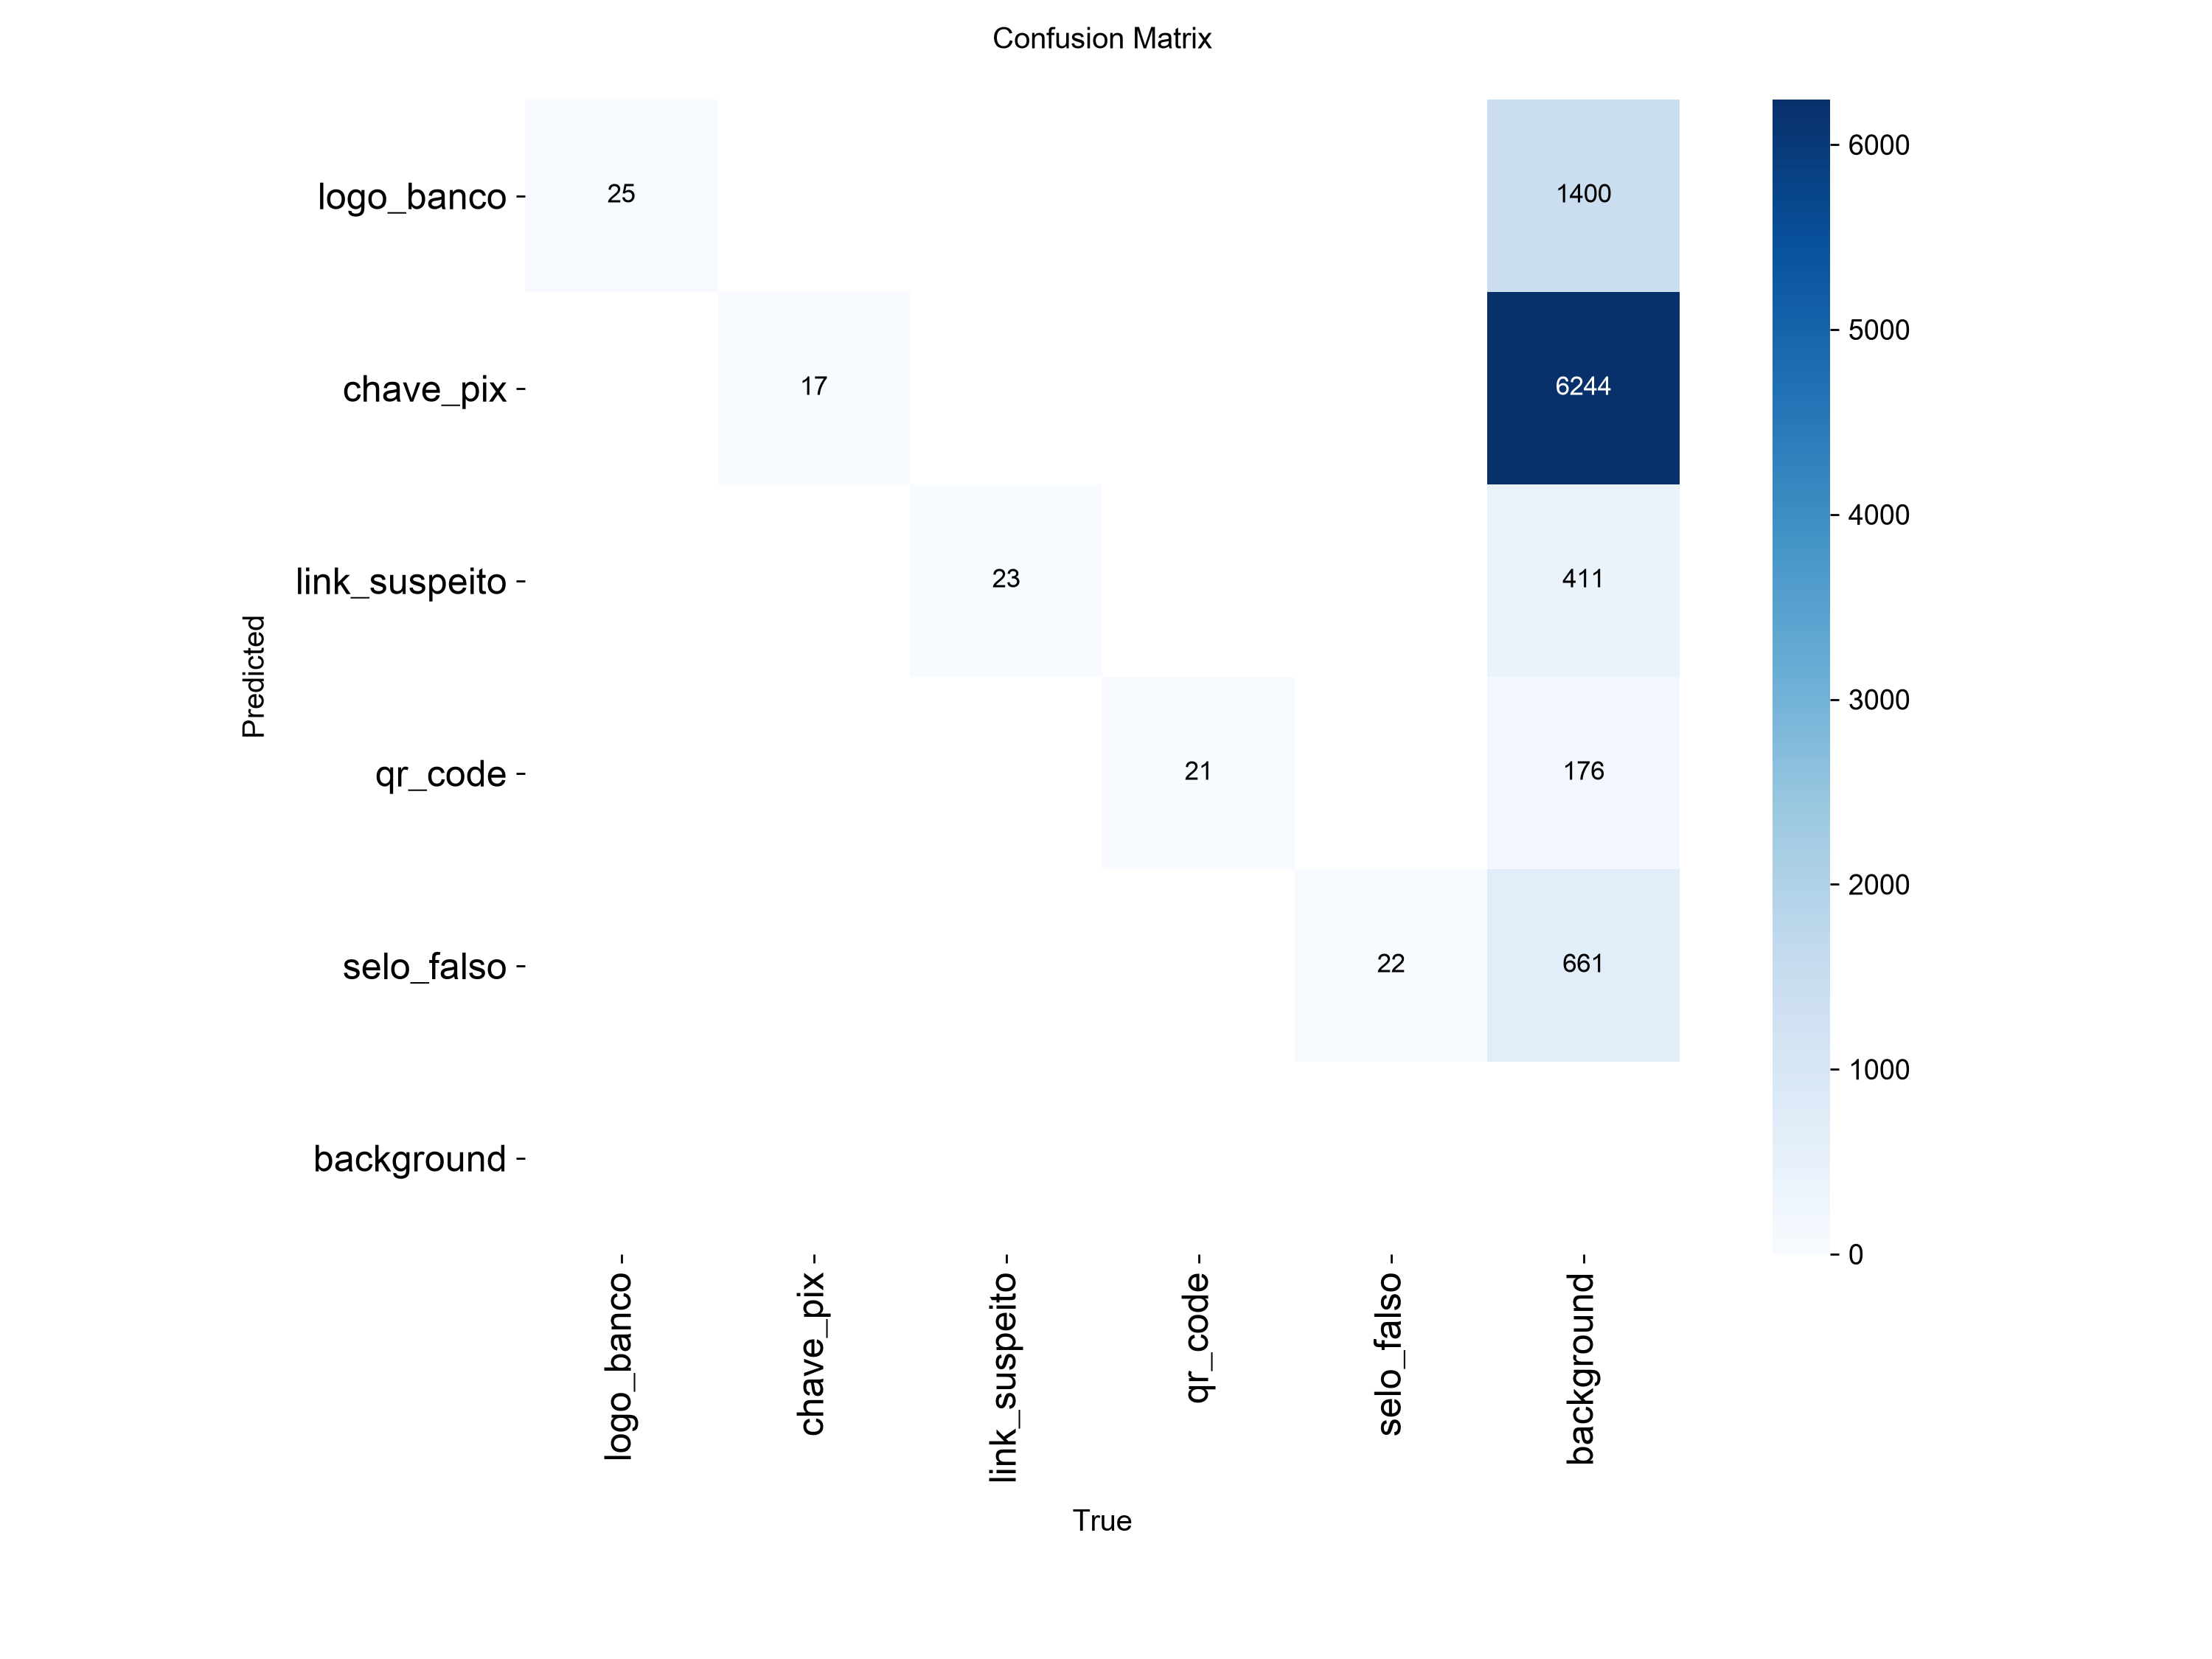 Confusion Matrix
logo_banco
25
1400
6000
chave_pix
17
6244
5000
link_suspeito
23
411
4000
Predicted
3000
qr_code
21
176
2000
selo_falso
22
661
1000
background
0
logo_banco
chave_pix
link_suspeito
qr_code
selo_falso
background
True